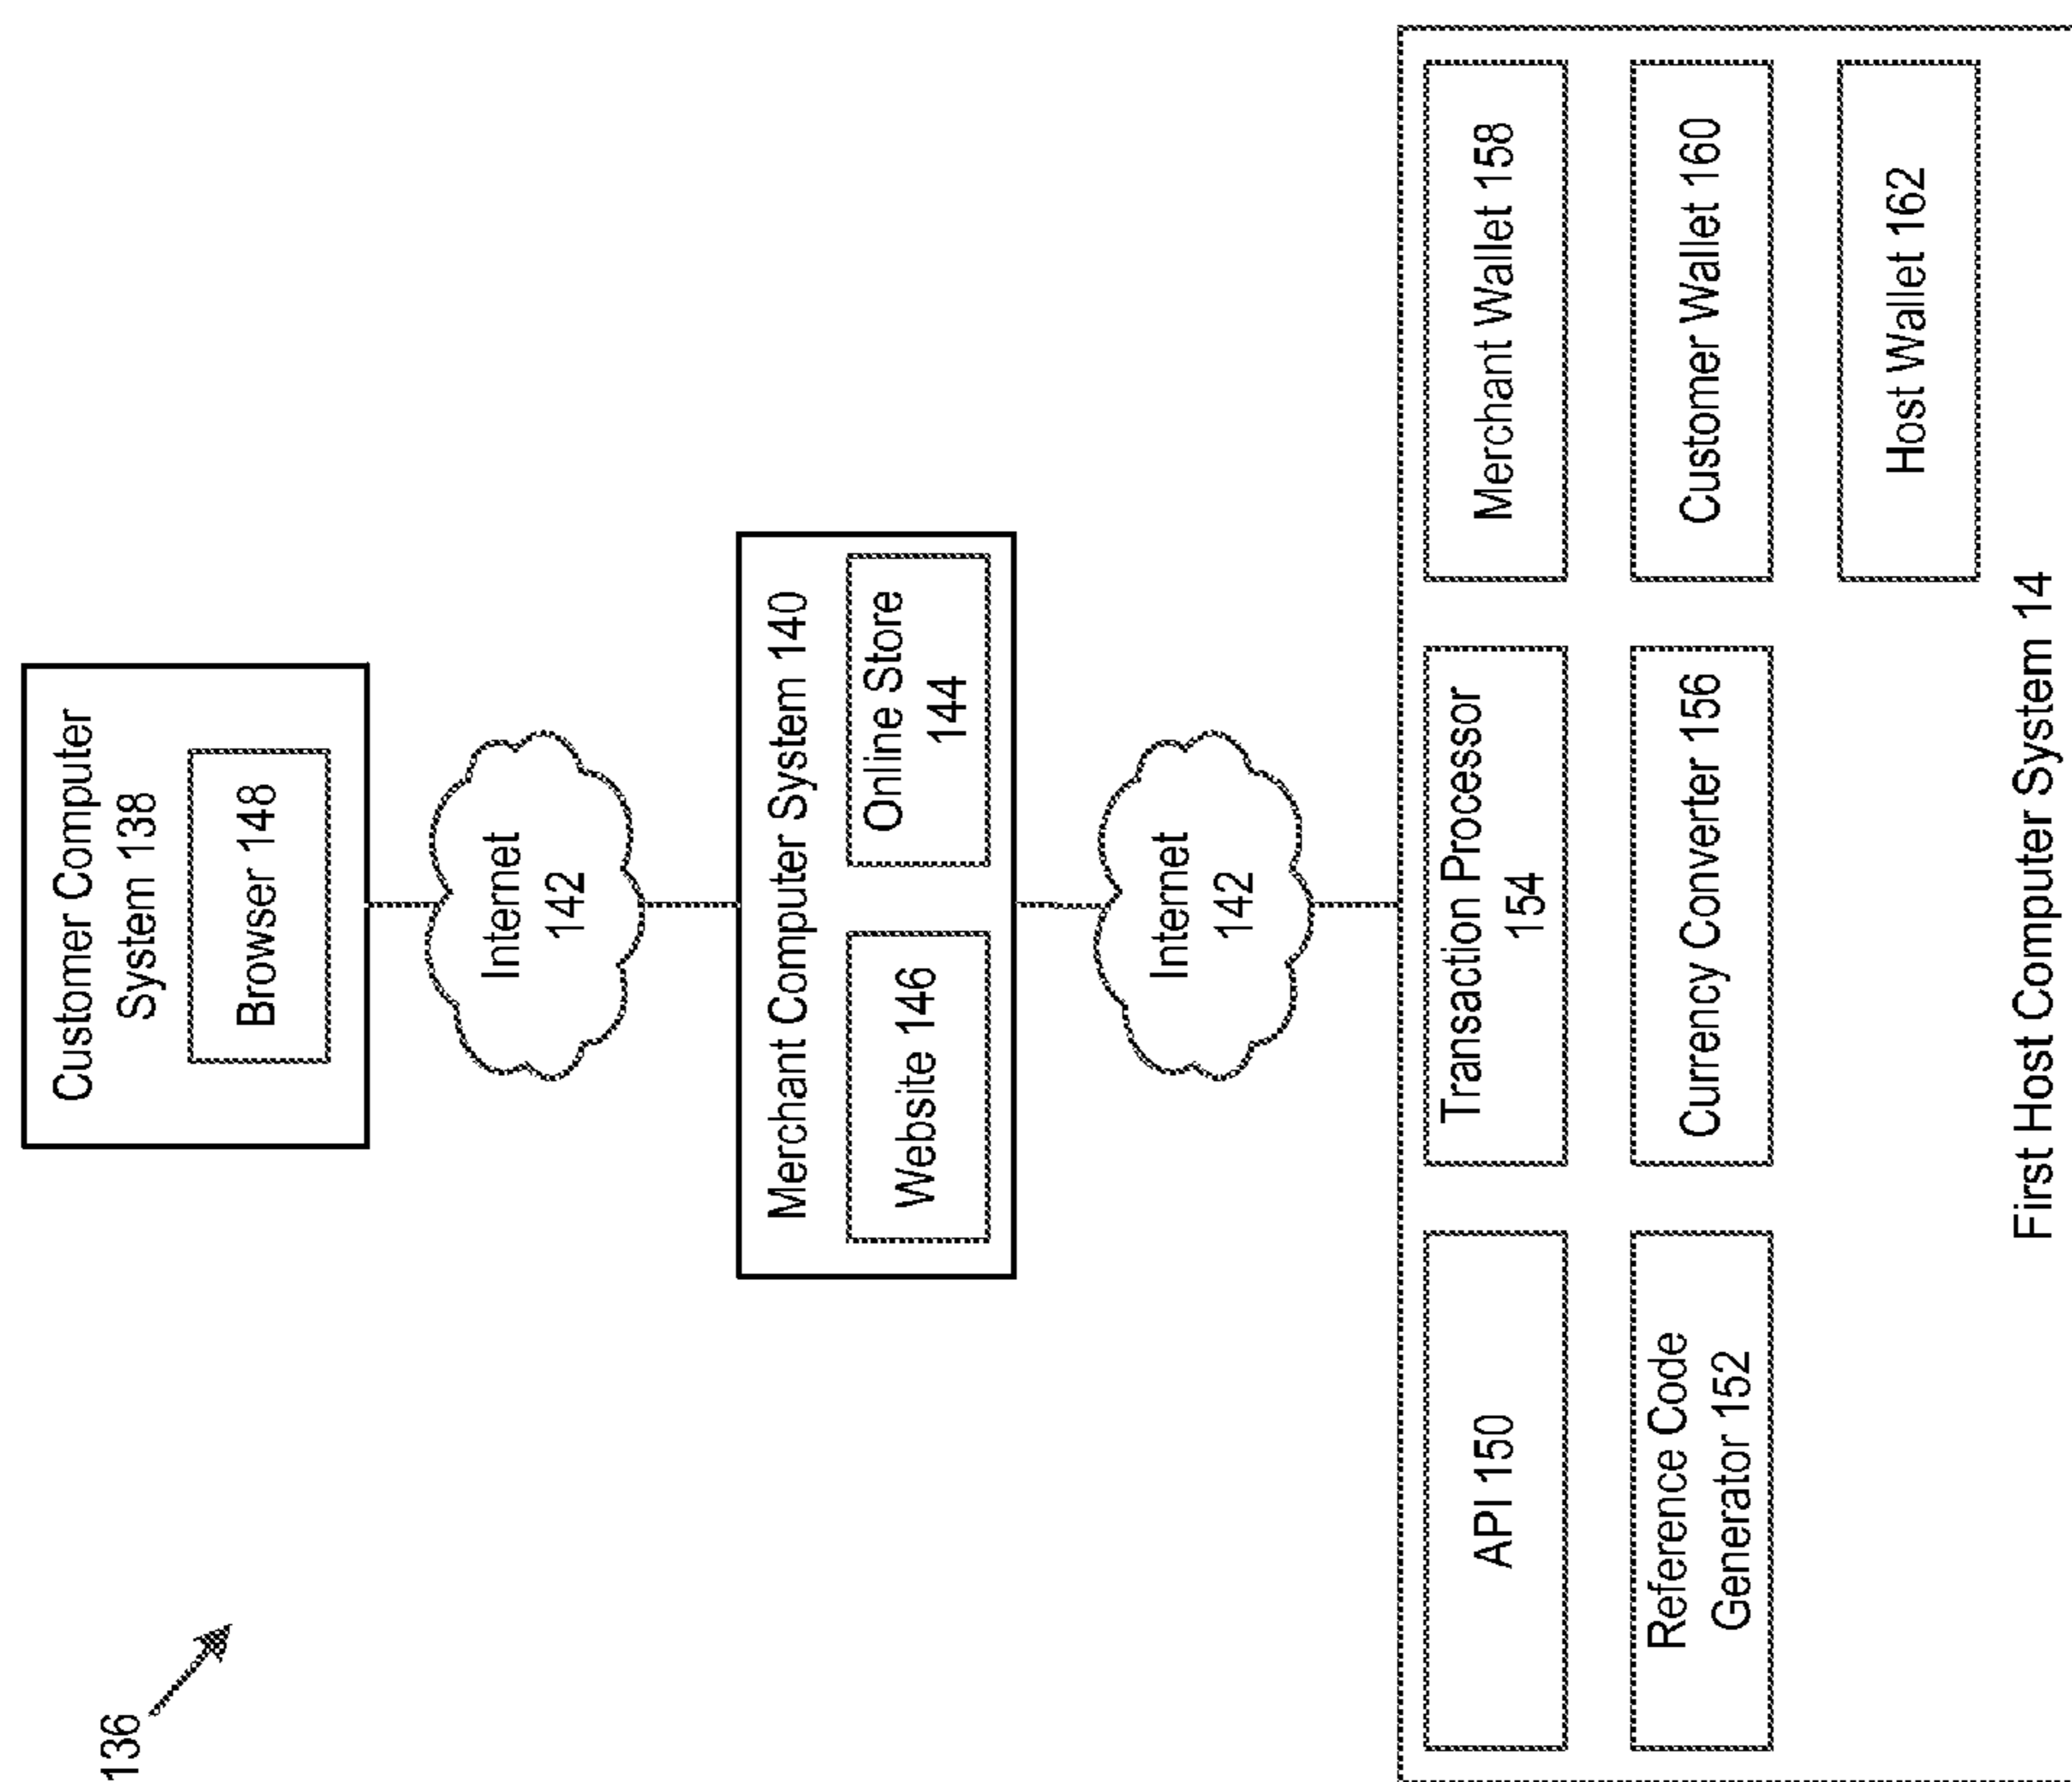 136
Customer Computer
System 138
Browser 148
Internet
142
Merchant Computer System 140
Website 146
Online Store
144
Internet
142
API 150
Transaction Processor
154
Merchant Wallet 158
Reference Code
Generator 152
Currency Converter 156
Customer Wallet 160
Host Wallet 162
First Host Computer System 14